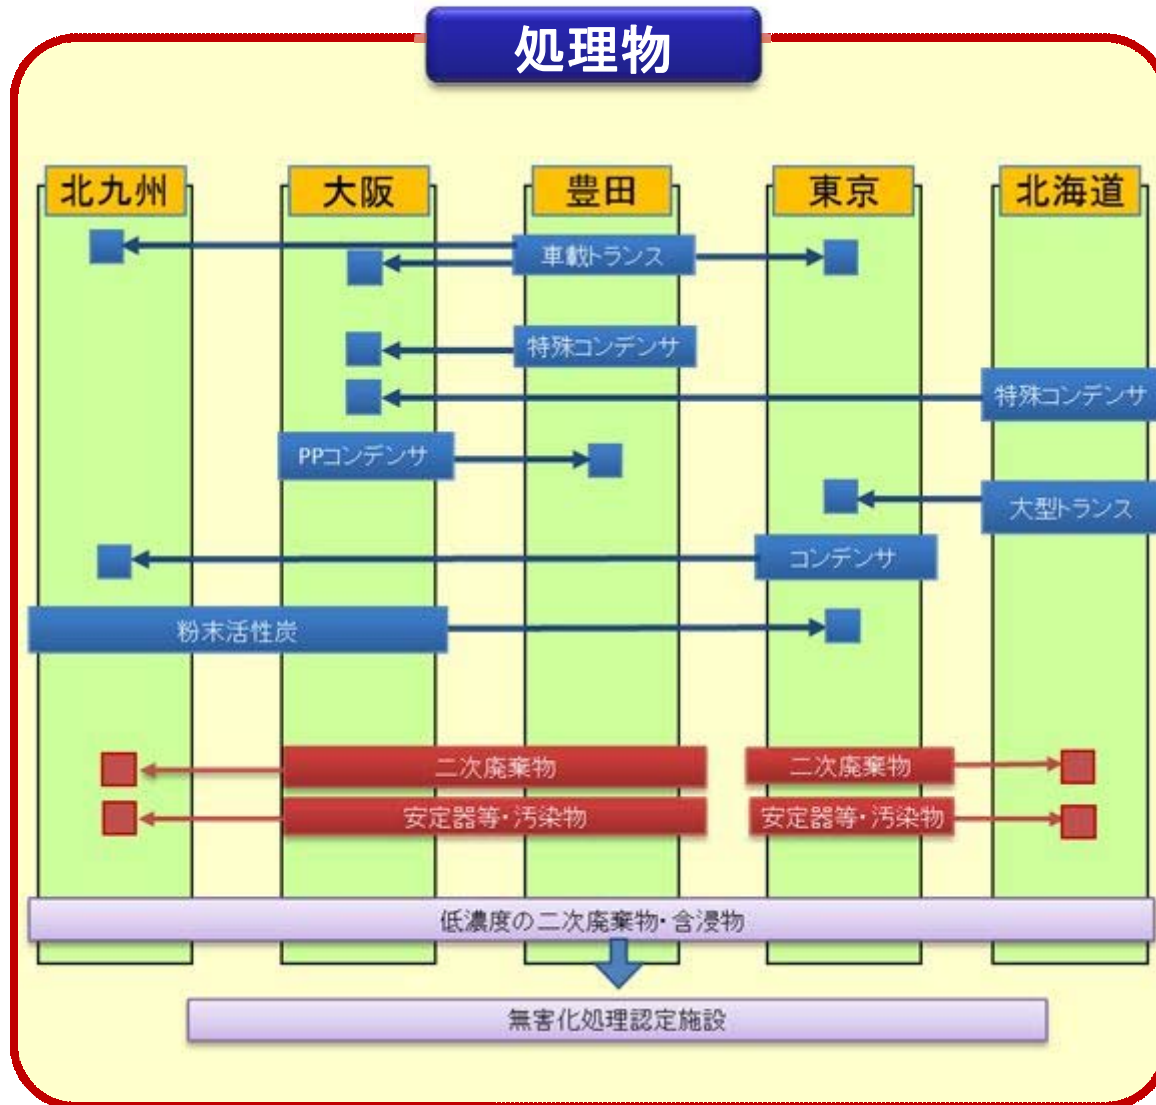 処理物
北九州
大阪
豊田
東京
北海道
車載トランス
特殊コンデンサ
特殊コンデンサ
PPコンデンサ
大型トランス
コンデンサ
粉末活性炭
二次廃棄物
二次廃棄物
安定器等・汚染物
安定器等・汚染物
低濃度の二次廃棄物・含浸物
無害化処理認定施設